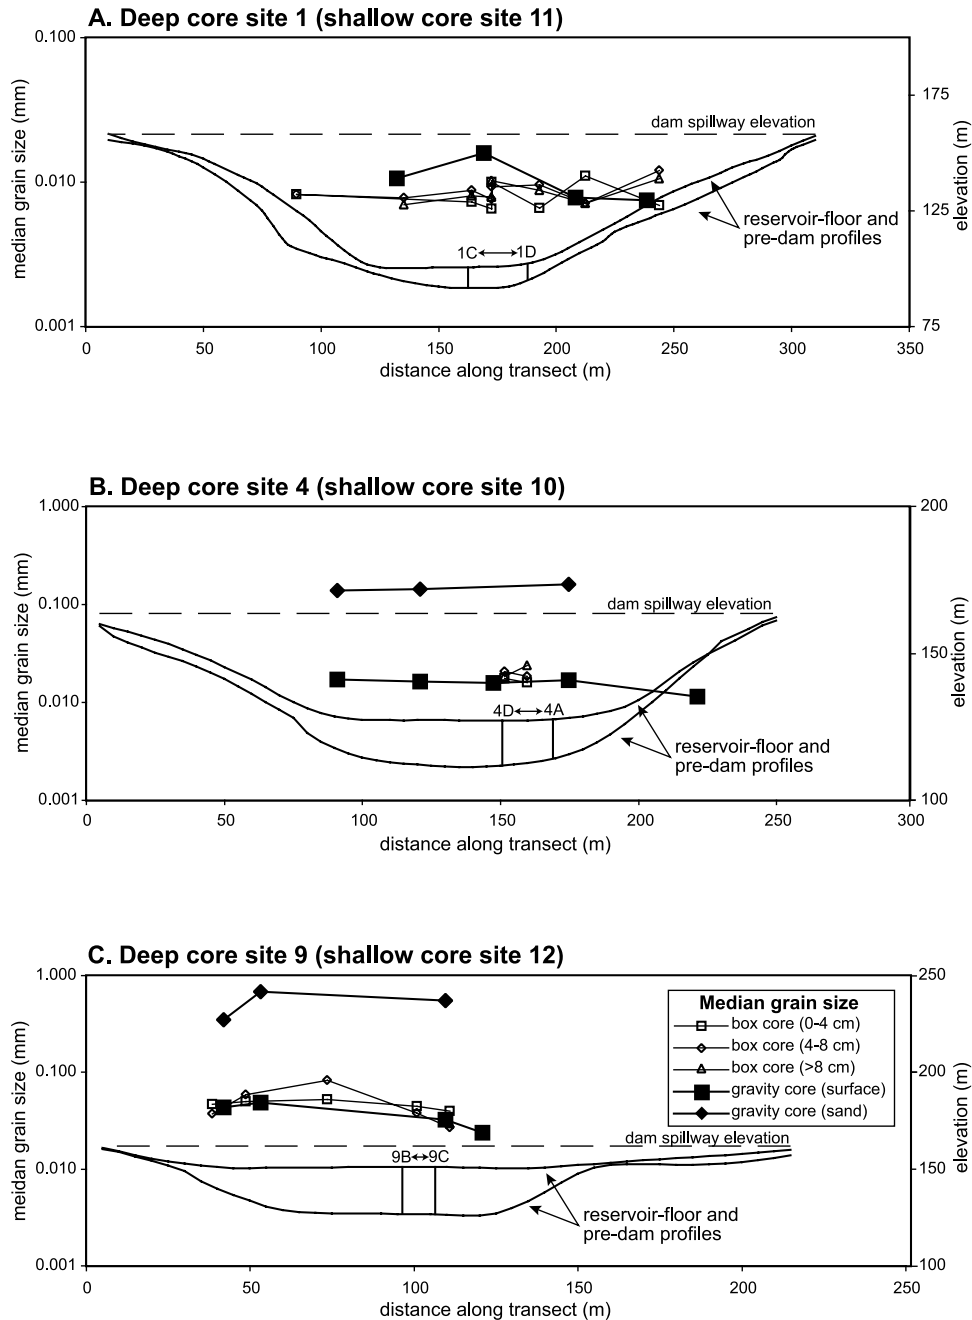 A. Deep core site 1 (shallow core site 11)
0.100
0.010
0.001
median grain size (mm)
175
125
75
elevation (m)
dam spillway elevation
1C
1D
reservoir-floor and
pre-dam profiles
0 50 100 150 200 250 300 350
distance along transect (m)
B. Deep core site 4 (shallow core site 10)
1.000
0.100
0.010
0.001
median grain size (mm)
200
150
100
elevation (m)
dam spillway elevation
4D
4A
reservoir-floor and
pre-dam profiles
0 50 100 150 200 250 300
distance along transect (m)
C. Deep core site 9 (shallow core site 12)
1.000
0.100
0.010
0.001
meidan grain size (mm)
250
200
150
100
elevation (m)
Median grain size
box core (0-4 cm)
box core (4-8 cm)
box core (>8 cm)
gravity core (surface)
gravity core (sand)
dam spillway elevation
9B
9C
reservoir-floor and
pre-dam profiles
0 50 100 150 200 250
distance along transect (m)